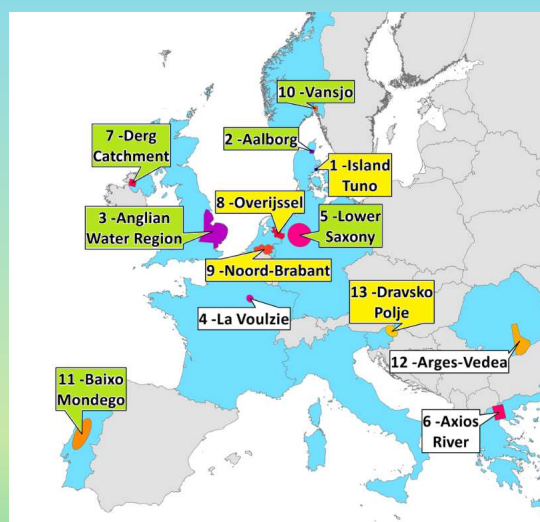 10 -Vansjo
7 -Derg
Catchment
2 -Aalborg
1 -Island
Tuno
8 -Overijssel
3 -Anglian
Water Region
5 -Lower
Saxony
9 -Noord-Brabant
13 -Dravsko
Polje
4 -La Voulzie
12 -Arges-Vedea
11 -Baixo
Mondego
6 -Axios
River